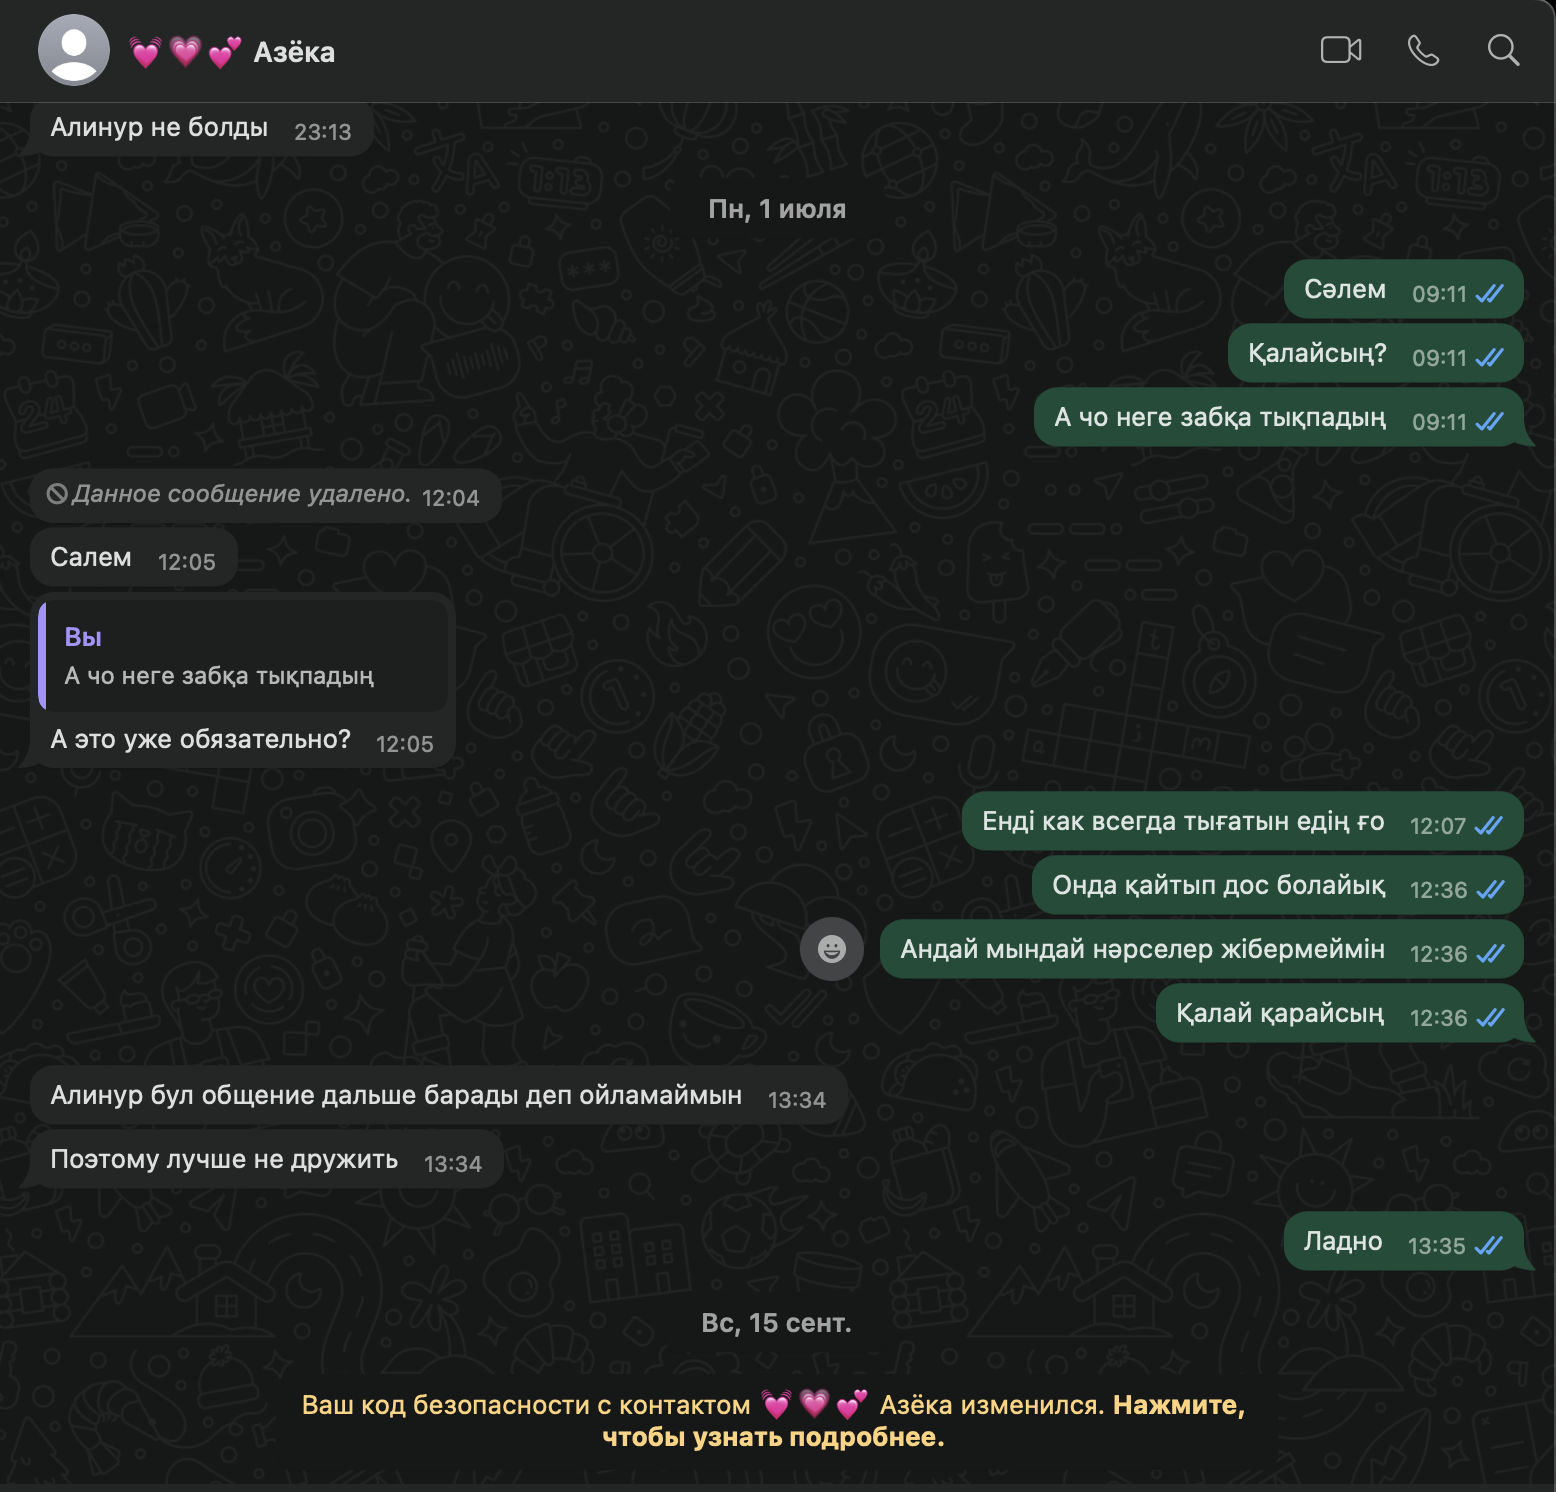 💓💗💕 Азёка
Алинур не болды 23:13
Пн, 1 июля
Сәлем 09:11
Қалайсың? 09:11
А чо неге забқа тықпадың 09:11
Данное сообщение удалено. 12:04
Салем 12:05
Вы
А чо неге забқа тықпадың
А это уже обязательно? 12:05
Енді как всегда тығатын едің ғо 12:07
Онда қайтып дос болайық 12:36
Андай мындай нәрселер жібермеймін 12:36
Қалай қарайсың 12:36
Алинур бул общение дальше барады деп ойламаймын 13:34
Поэтому лучше не дружить 13:34
Ладно 13:35
Вс, 15 сент.
Ваш код безопасности с контактом 💓💗💕 Азёка изменился. Нажмите,
чтобы узнать подробнее.